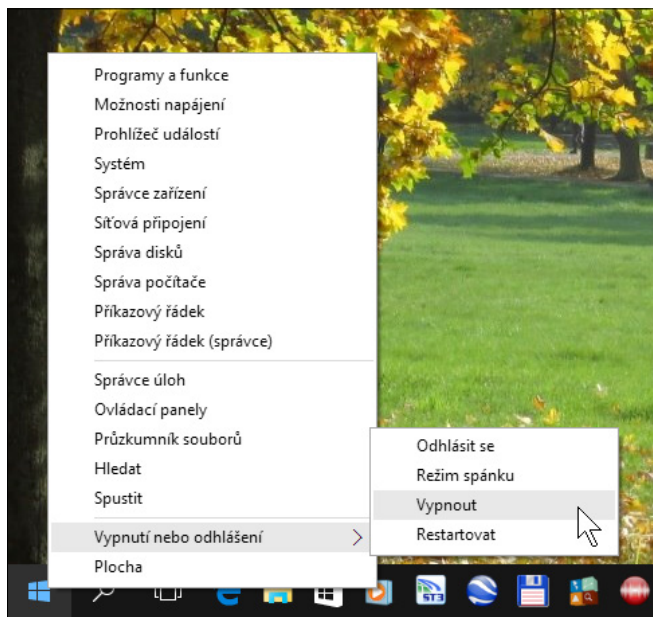 Programy a funkce
Možnosti napájení
Prohlížeč událostí
Systém
Správce zařízení
Síťová připojení
Správa disků
Správa počítače
Příkazový řádek
Příkazový řádek (správce)
Správce úloh
Ovládací panely
Průzkumník souborů
Hledat
Spustit
Vypnutí nebo odhlášení
Plocha
Odhlásit se
Režim spánku
Vypnout
Restartovat
ST3